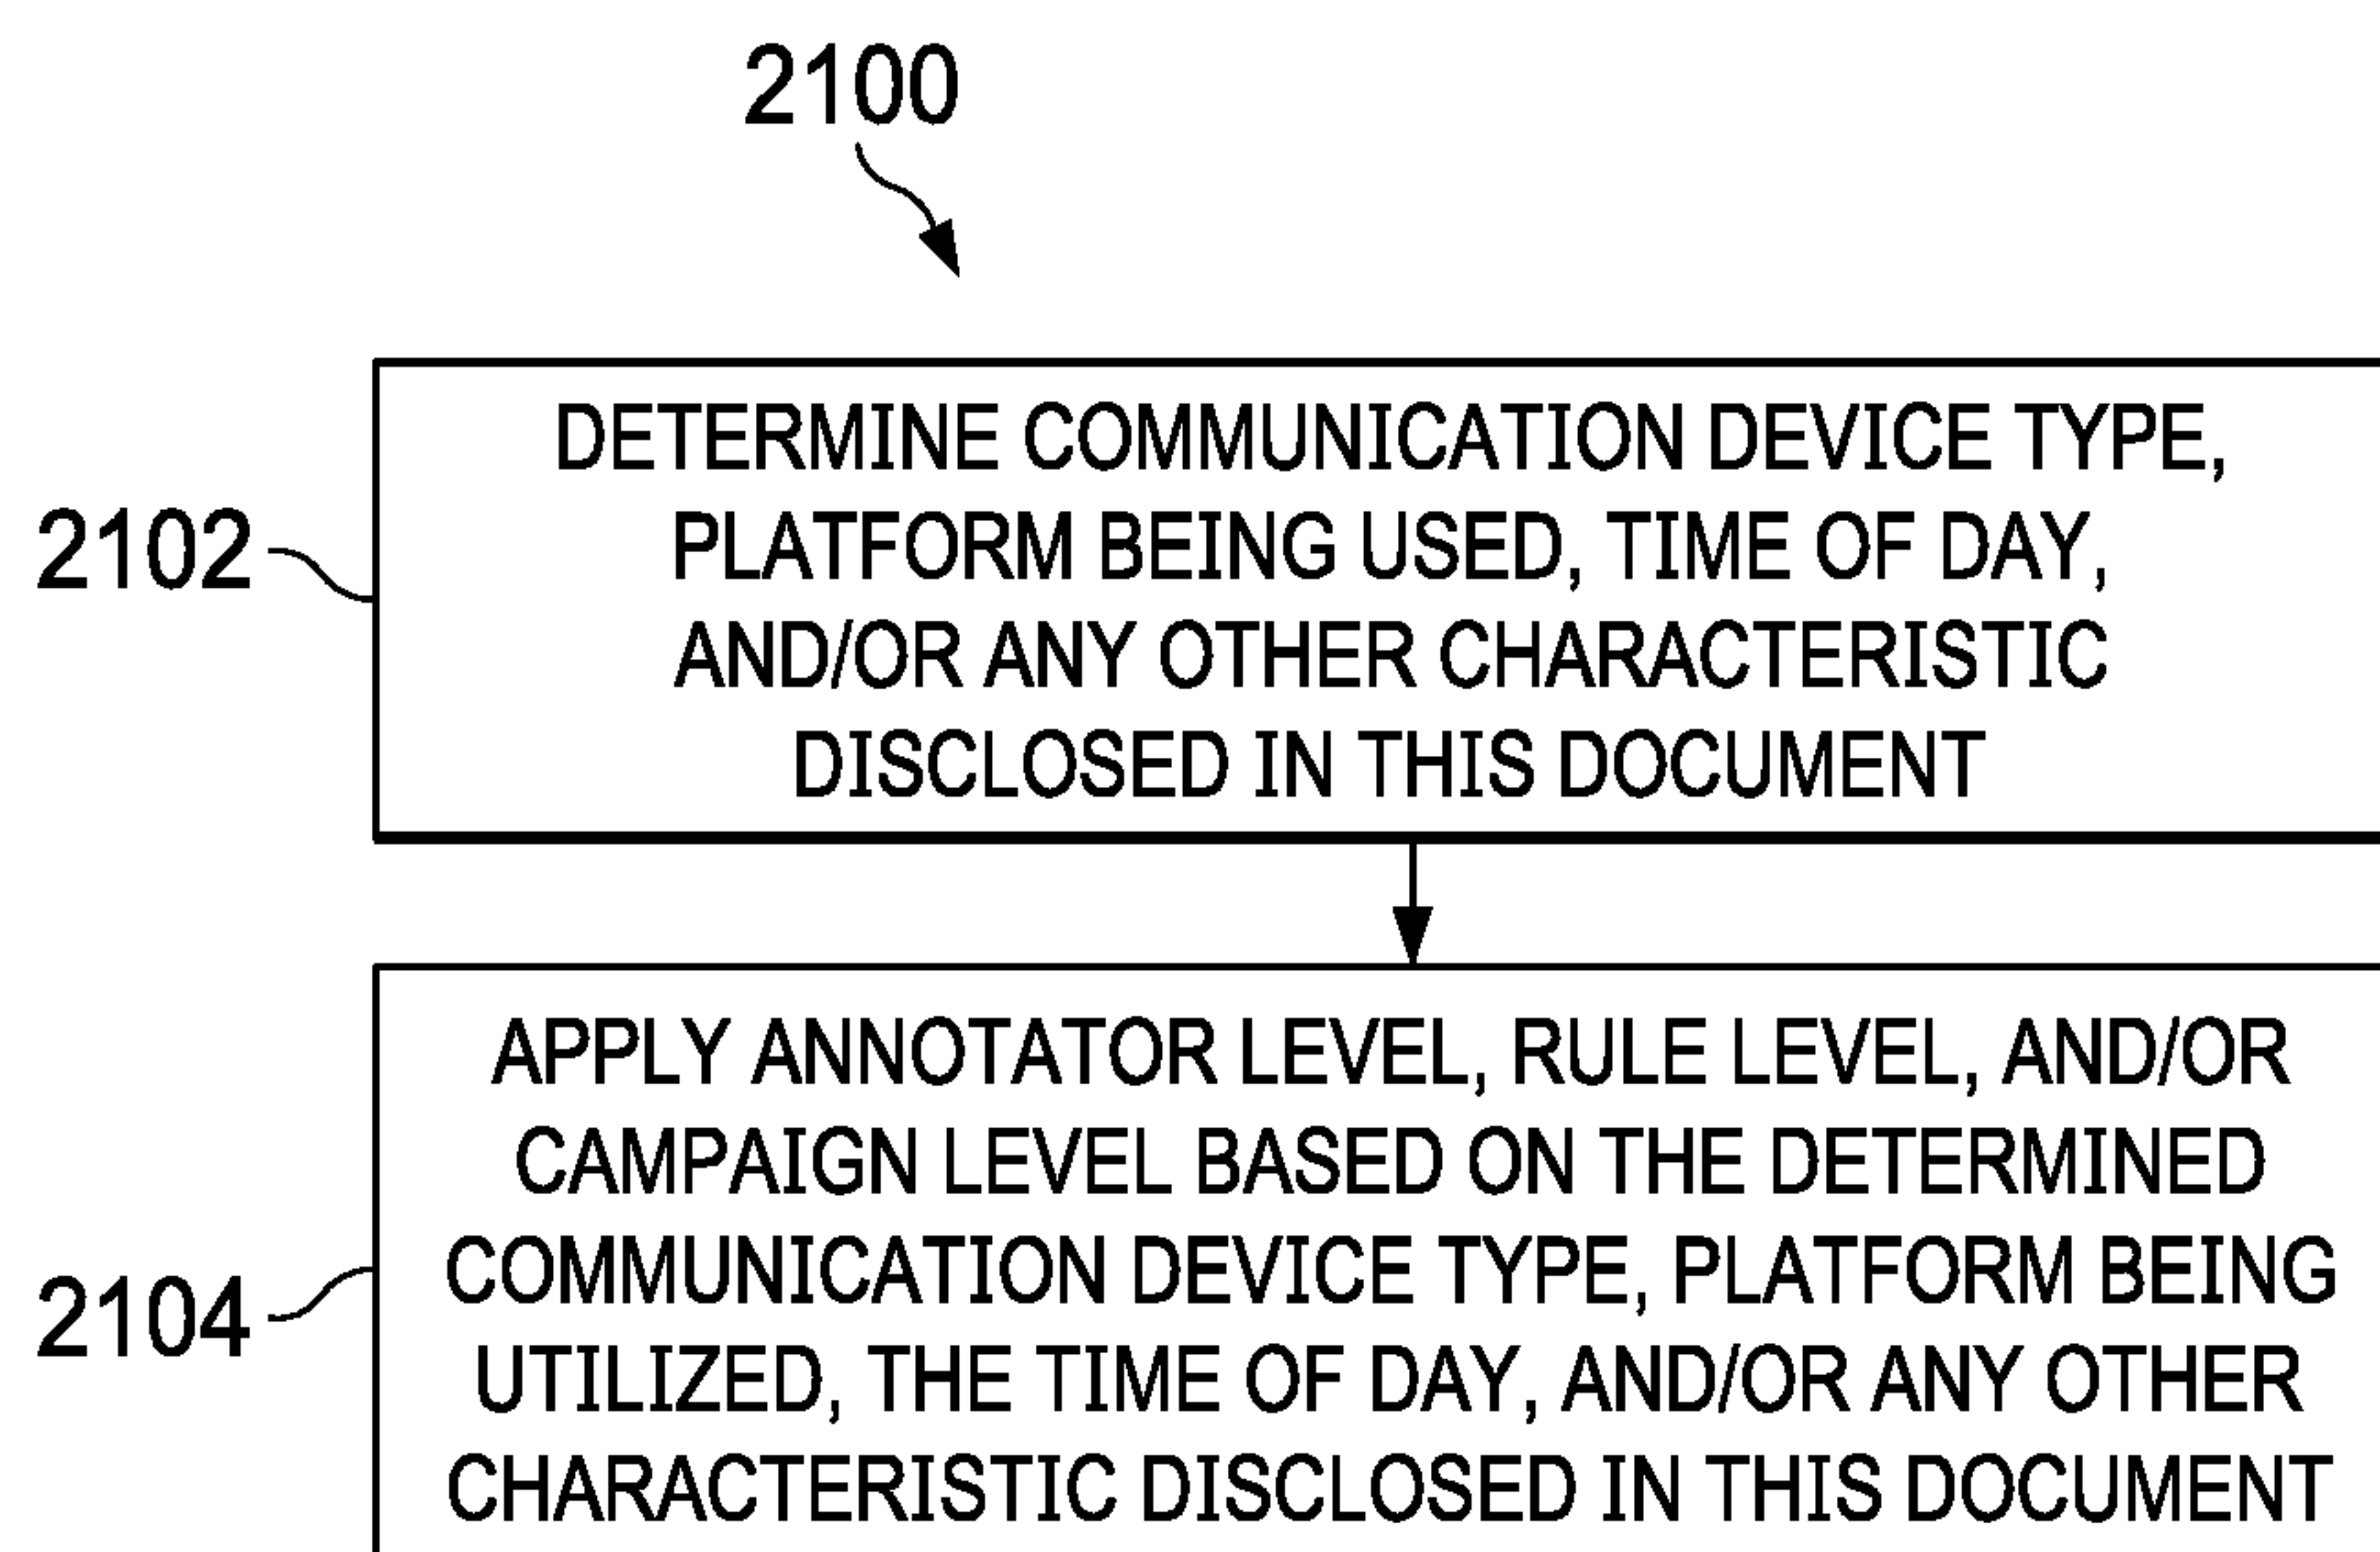 2100
2102
DETERMINE COMMUNICATION DEVICE TYPE,
PLATFORM BEING USED, TIME OF DAY,
AND/OR ANY OTHER CHARACTERISTIC
DISCLOSED IN THIS DOCUMENT
2104
APPLY ANNOTATOR LEVEL, RULE LEVEL, AND/OR
CAMPAIGN LEVEL BASED ON THE DETERMINED
COMMUNICATION DEVICE TYPE, PLATFORM BEING
UTILIZED, THE TIME OF DAY, AND/OR ANY OTHER
CHARACTERISTIC DISCLOSED IN THIS DOCUMENT